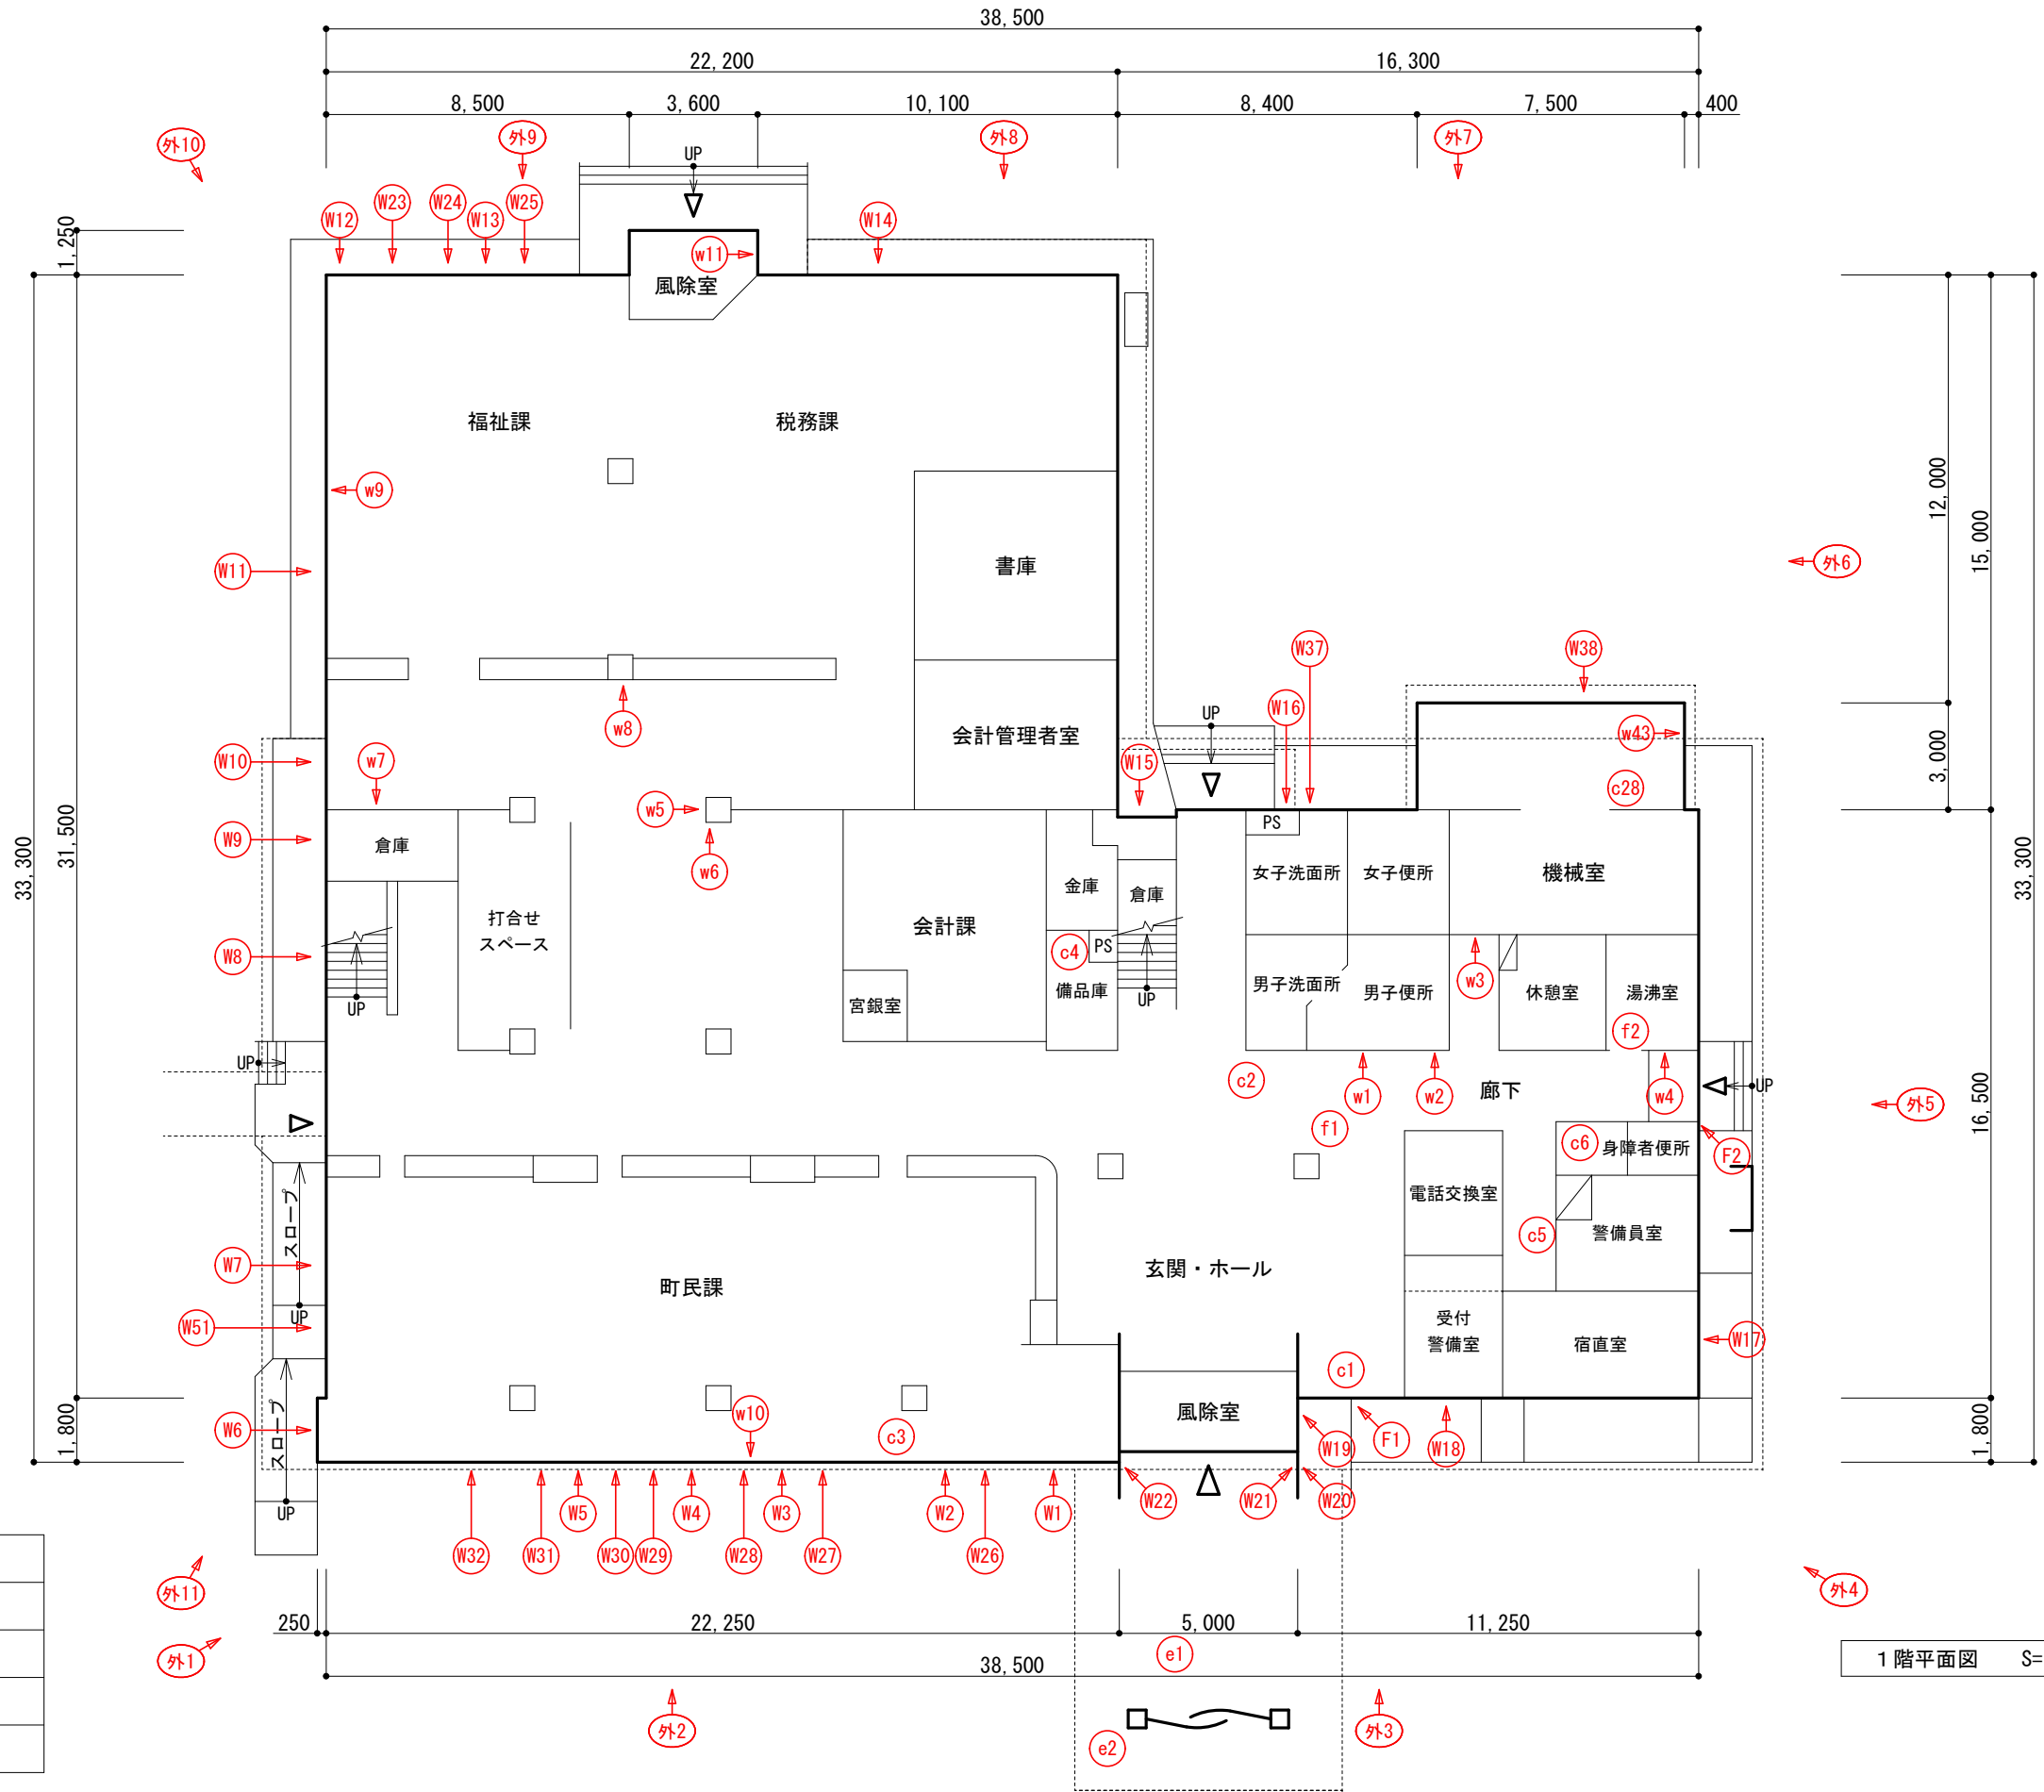 38,500
22,200
16,300
8,500
3,600
10,100
8,400
7,500
400
外10
外9
外8
外7
UP
W12
W23
W24
W13
W25
W14
1,250
w11
風除室
福祉課
税務課
w9
12,000
15,000
書庫
W11
外6
W37
W38
w8
W16
UP
w43
会計管理者室
W10
w7
W15
3,000
c28
w5
PS
31,500
W9
倉庫
w6
女子洗面所
女子便所
機械室
33,300
33,300
金庫
倉庫
打合せ
スペース
会計課
W8
c4
PS
w3
男子洗面所
男子便所
休憩室
湯沸室
備品庫
UP
UP
宮銀室
f2
UP
c2
廊下
UP
w1
w2
w4
外5
16,500
f1
c6
身障者便所
F2
電話交換室
スロープ
c5
警備員室
W7
玄関・ホール
町民課
UP
W51
受付
警備室
宿直室
W17
c1
風除室
w10
W6
スロープ
c3
W19
F1
W18
1,800
1,800
UP
W5
W4
W3
W2
W1
W22
W21
W20
W32
W31
W30
W29
W28
W27
W26
外11
外4
250
22,250
5,000
11,250
外1
e1
38,500
1階平面図 S=
外2
外3
e2